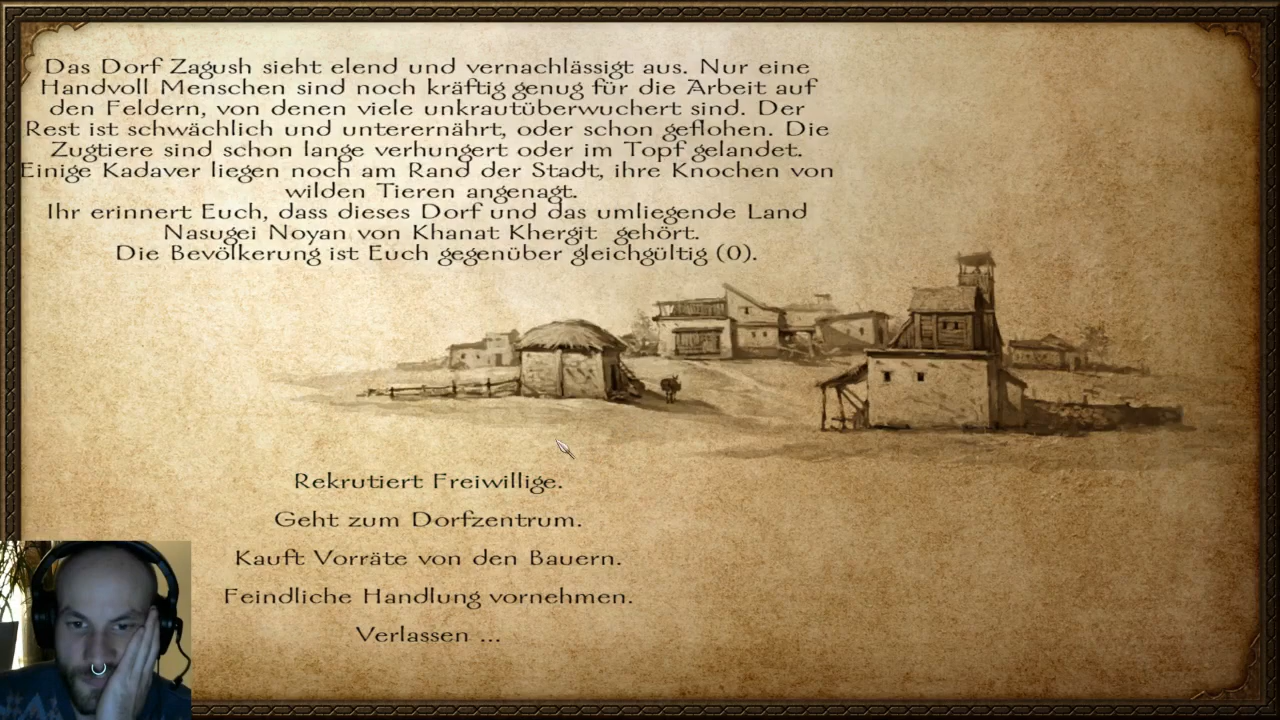 Das Dorf Zagush sieht elend und vernachlässigt aus. Nur eine
Handvoll Menschen sind noch kräftig genug für die Arbeit auf
den Feldern, von denen viele unkrautüberwuchert sind. Der
Rest ist schwächlich und unterernährt, oder schon geflohen. Die
Zugtiere sind schon lange verhungert oder im Topf gelandet.
Einige Kadaver liegen noch am Rand der Stadt, ihre Knochen von
wilden Tieren angenagt.
Ihr erinnert Euch, dass dieses Dorf und das umliegende Land
Nasugei Noyan von Khanat Khergit gehört.
Die Bevölkerung ist Euch gegenüber gleichgültig (0).
Rekrutiert Freiwillige.
Geht zum Dorfzentrum.
Kauft Vorräte von den Bauern.
Feindliche Handlung vornehmen.
Verlassen ...